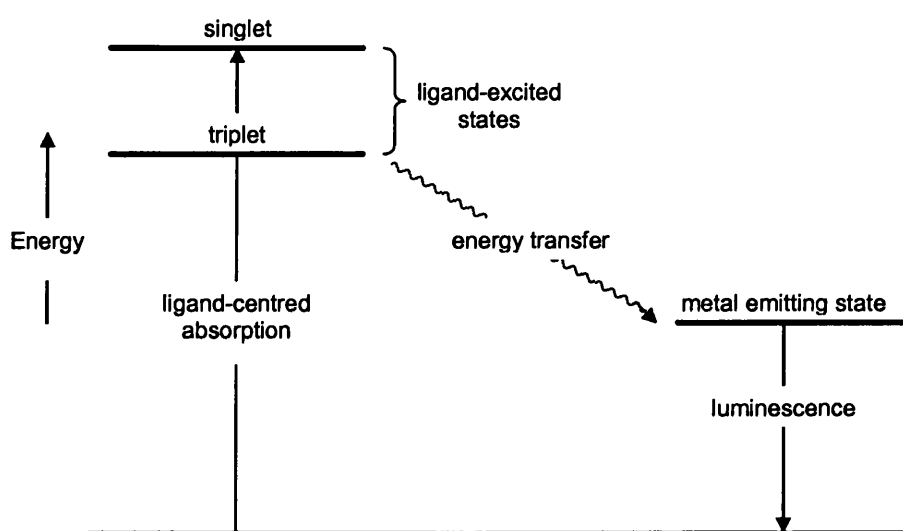 singlet
ligand-excited
states
triplet
Energy
energy transfer
ligand-centred
absorption
metal emitting state
luminescence